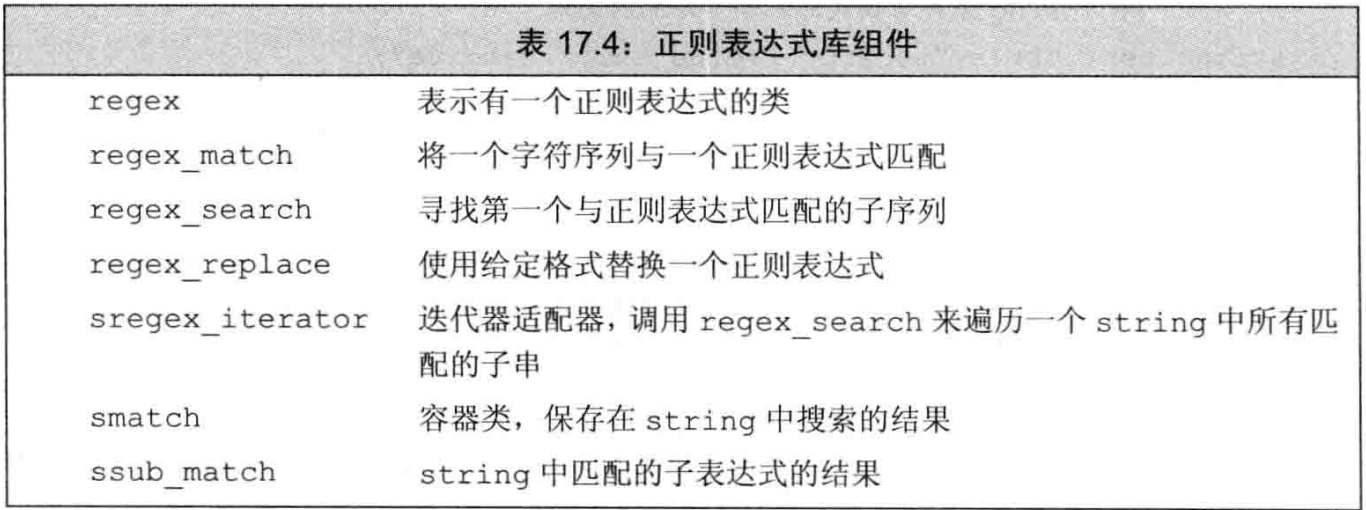 表 17.4：正则表达式库组件
regex 表示有一个正则表达式的类
regex_match 将一个字符序列与一个正则表达式匹配
regex_search 寻找第一个与正则表达式匹配的子序列
regex_replace 使用给定格式替换一个正则表达式
sregex_iterator 迭代器适配器，调用 regex_search 来遍历一个 string 中所有匹
配的子串
smatch 容器类，保存在 string 中搜索的结果
ssub_match string 中匹配的子表达式的结果